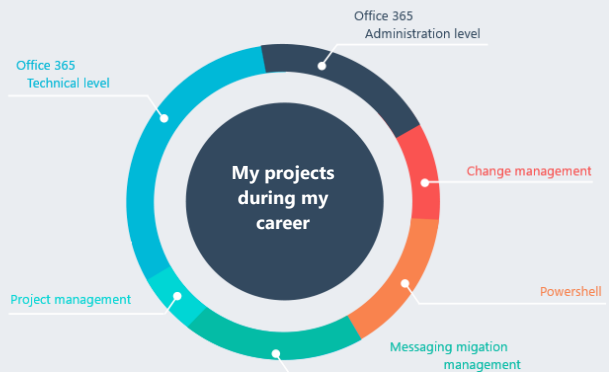 Office 365
Administration level
Office 365
Technical level
My projects
during my
career
Change management
Project management
Powershell
Messaging migation
management